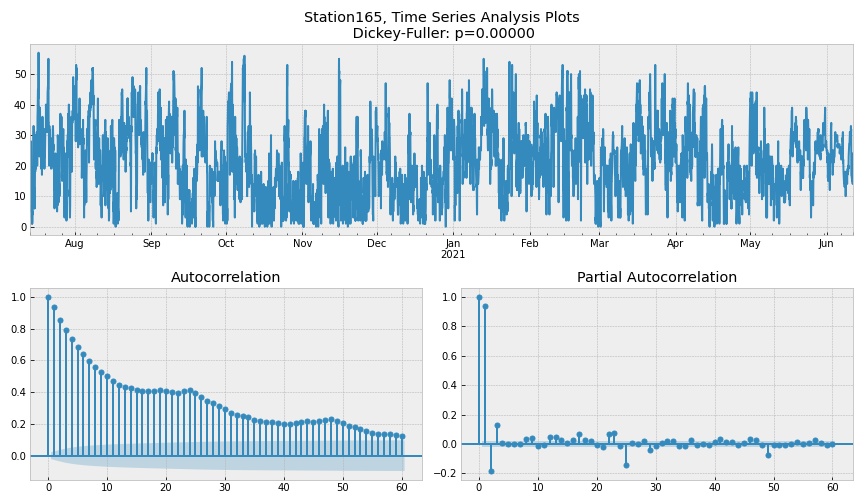 Station165, Time Series Analysis Plots
Dickey-Fuller: p=0.00000
50
40
30
20
10
0
Aug Sep Oct Nov Dec Jan Feb Mar Apr May Jun
2021
Autocorrelation
1.0
0.8
0.6
0.4
0.2
0.0
0 10 20 30 40 50 60
Partial Autocorrelation
1.0
0.8
0.6
0.4
0.2
0.0
−0.2
0 10 20 30 40 50 60